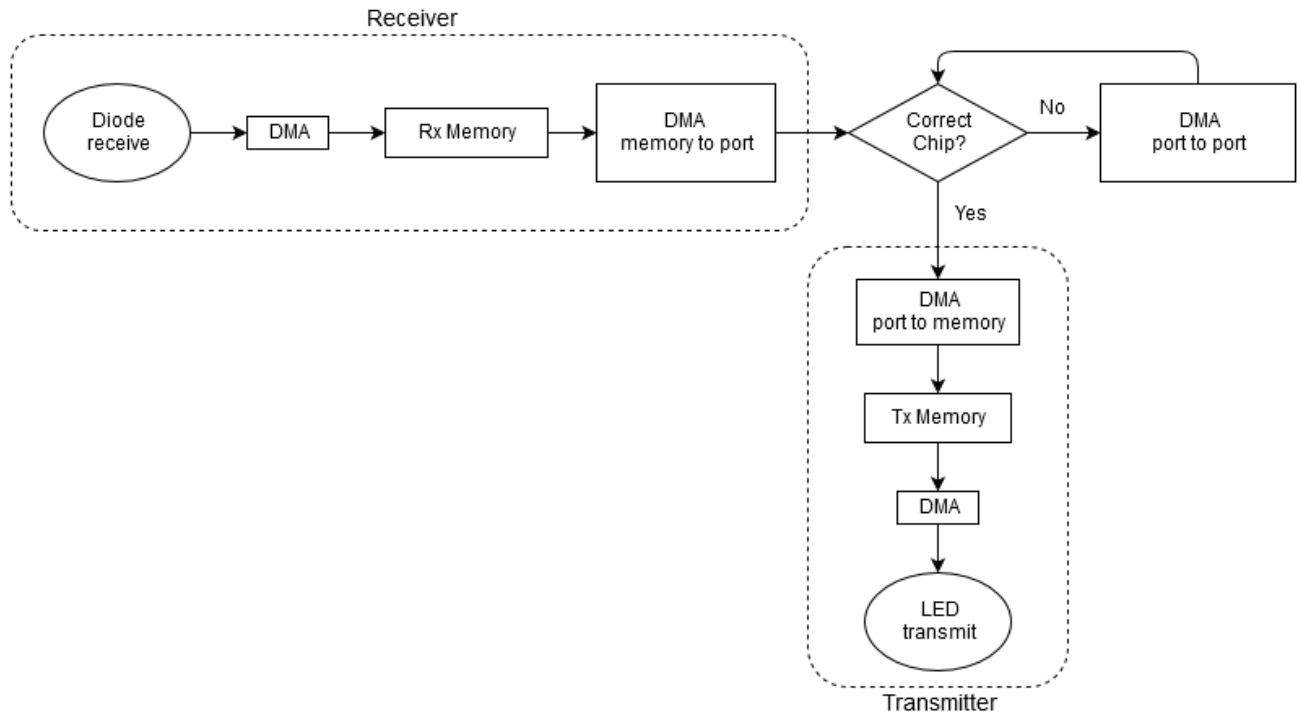 Receiver
Diode
receive
DMA
Rx Memory
DMA
memory to port
Correct
Chip?
No
DMA
port to port
Yes
DMA
port to memory
Tx Memory
DMA
LED
transmit
Transmitter